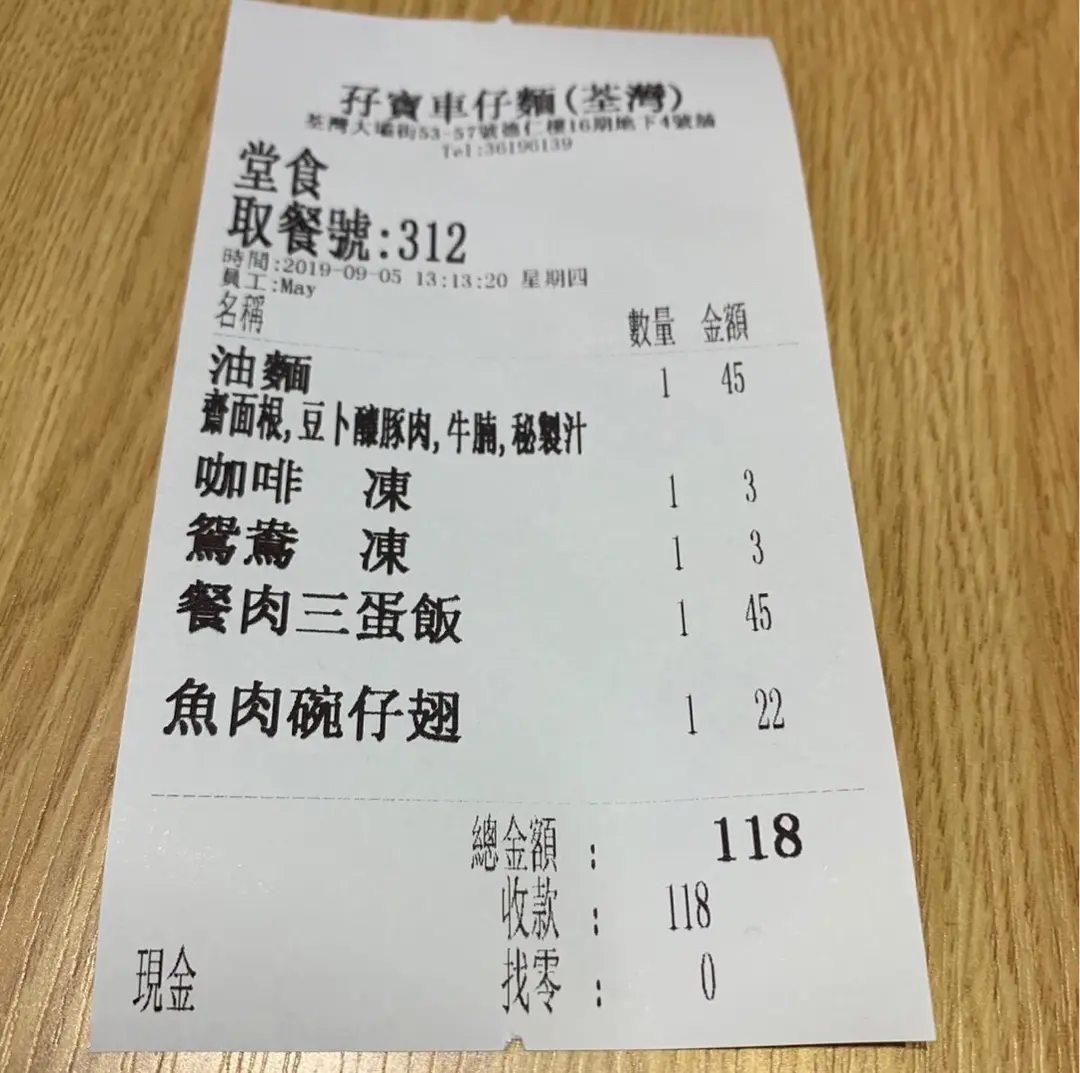 孖寶車仔麵(荃灣)
荃灣大壩街53-57號德仁樓16期地下4號舖
Tel:36196139
堂食
取餐號:312
時間:2019-09-05 13:13:20 星期四
員工:May
名稱 數量 金額
油麵 1 45
齋面根,豆卜釀豚肉,牛腩,秘製汁
咖啡 凍 1 3
鴛鴦 凍 1 3
餐肉三蛋飯 1 45
魚肉碗仔翅 1 22
總金額 : 118
收款 : 118
現金 找零 : 0